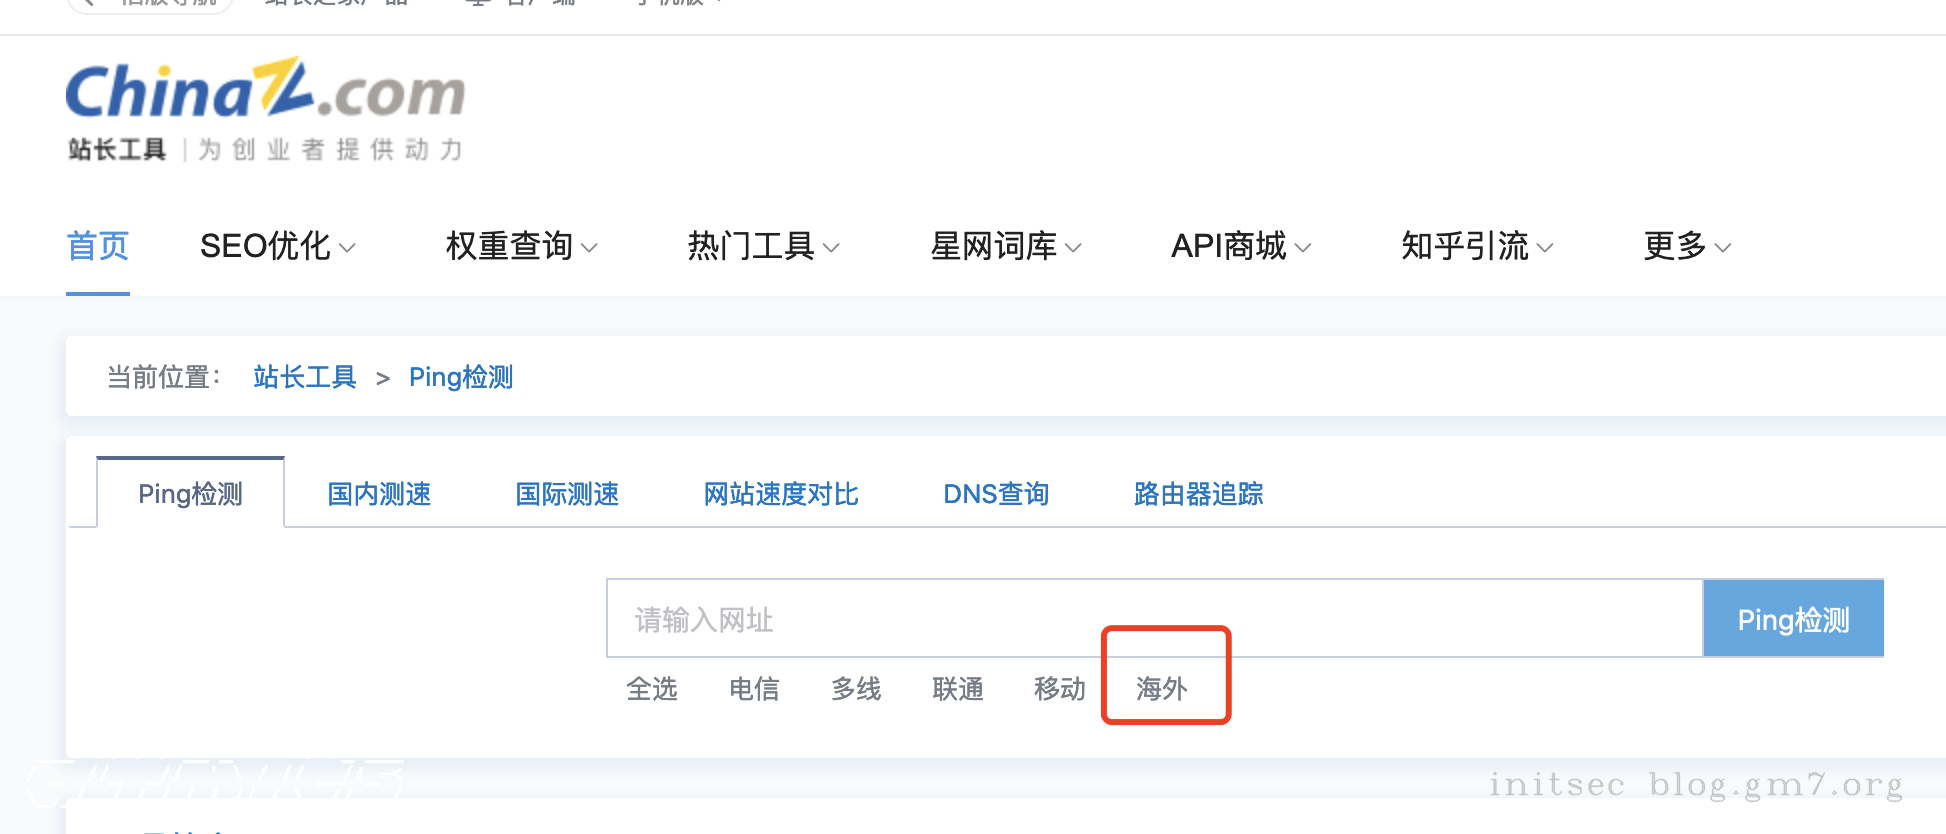 ChinaZ.com
站长工具 | 为创业者提供动力
首页 SEO优化 权重查询 热门工具 星网词库 API商城 知乎引流 更多
当前位置： 站长工具 > Ping检测
Ping检测 国内测速 国际测速 网站速度对比 DNS查询 路由器追踪
请输入网址 Ping检测
全选 电信 多线 联通 移动 海外
initsec blog.gm7.org